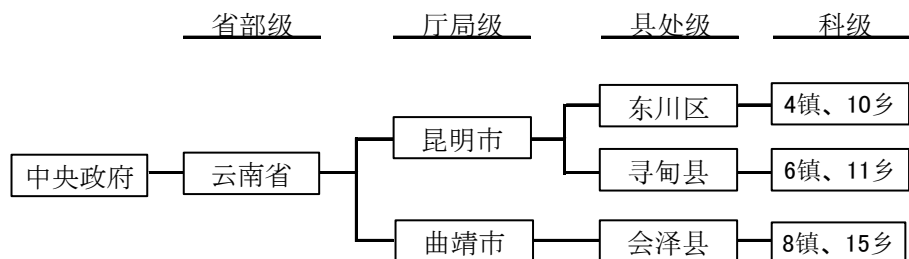 省部级 厅局级 县处级 科级
东川区 4镇、10乡
昆明市
中央政府 云南省 寻甸县 6镇、11乡
曲靖市 会泽县 8镇、15乡